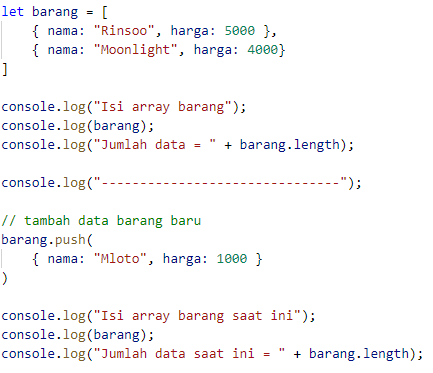 let barang = [
    { nama: "Rinsoo", harga: 5000 },
    { nama: "Moonlight", harga: 4000}
]
console.log("Isi array barang");
console.log(barang);
console.log("Jumlah data = " + barang.length);
console.log("-------------------------------");
// tambah data barang baru
barang.push(
    { nama: "Mloto", harga: 1000 }
)
console.log("Isi array barang saat ini");
console.log(barang);
console.log("Jumlah data saat ini = " + barang.length);